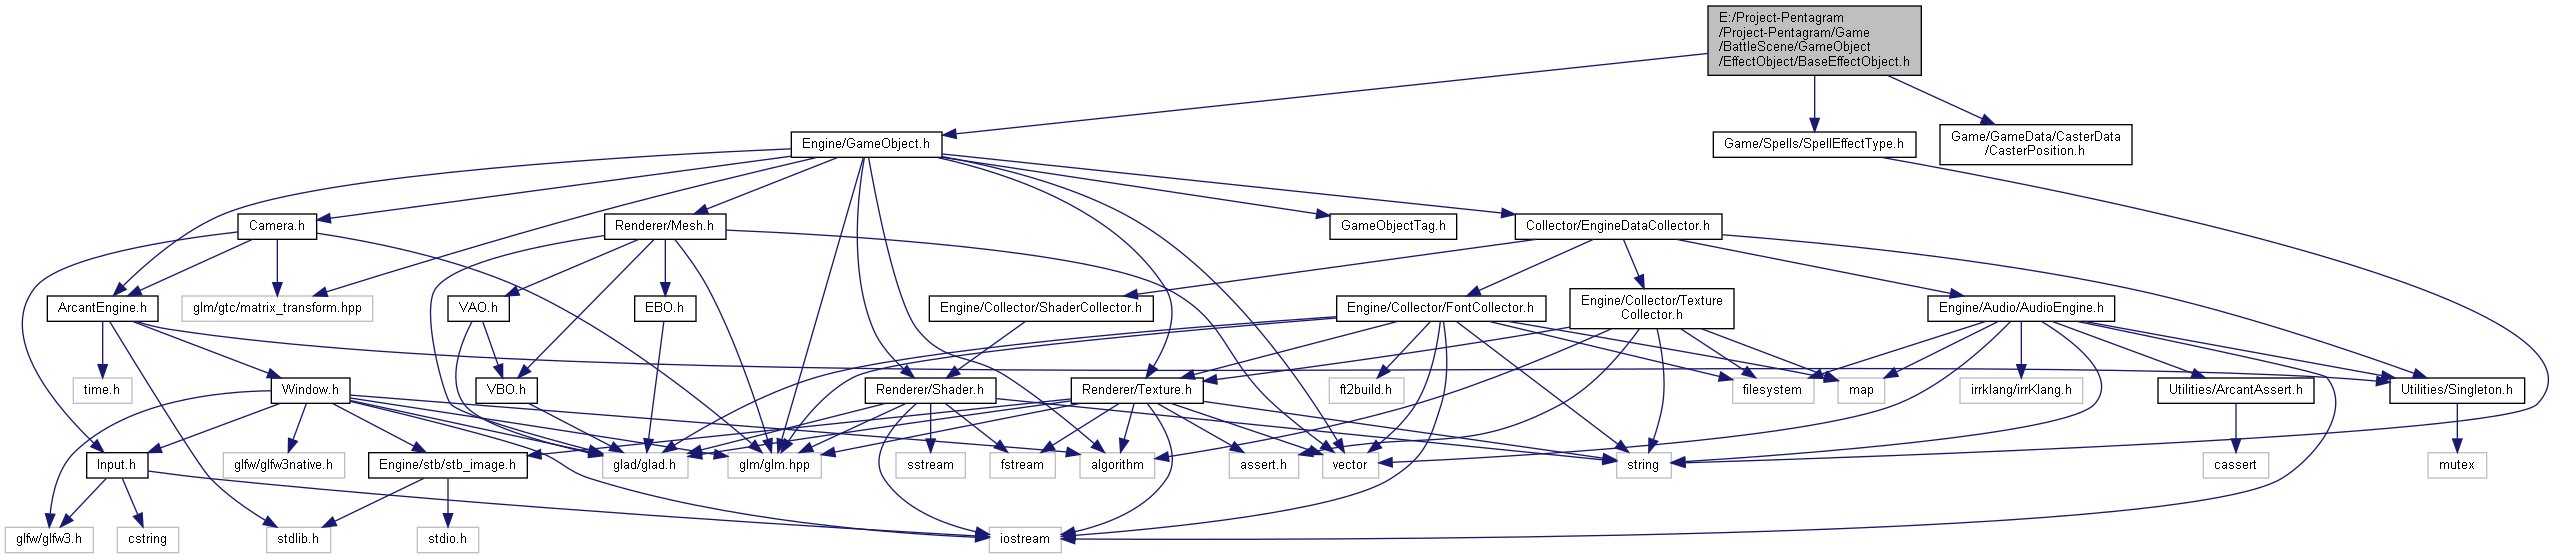 E:/Project-Pentagram
/Project-Pentagram/Game
/BattleScene/GameObject
/EffectObject/BaseEffectObject.h
Engine/GameObject.h
Game/Spells/SpellEffectType.h
Game/GameData/CasterData
/CasterPosition.h
Camera.h
Renderer/Mesh.h
GameObjectTag.h
Collector/EngineDataCollector.h
ArcantEngine.h
glm/gtc/matrix_transform.hpp
VAO.h
EBO.h
Engine/Collector/ShaderCollector.h
Engine/Collector/FontCollector.h
Engine/Collector/Texture
Collector.h
Engine/Audio/AudioEngine.h
time.h
Window.h
VBO.h
Renderer/Shader.h
Renderer/Texture.h
ft2build.h
filesystem
map
irrklang/irrKlang.h
Utilities/ArcantAssert.h
Utilities/Singleton.h
Input.h
glfw/glfw3native.h
Engine/stb/stb_image.h
glad/glad.h
glm/glm.hpp
sstream
fstream
algorithm
assert.h
vector
string
cassert
mutex
glfw/glfw3.h
cstring
stdlib.h
stdio.h
iostream